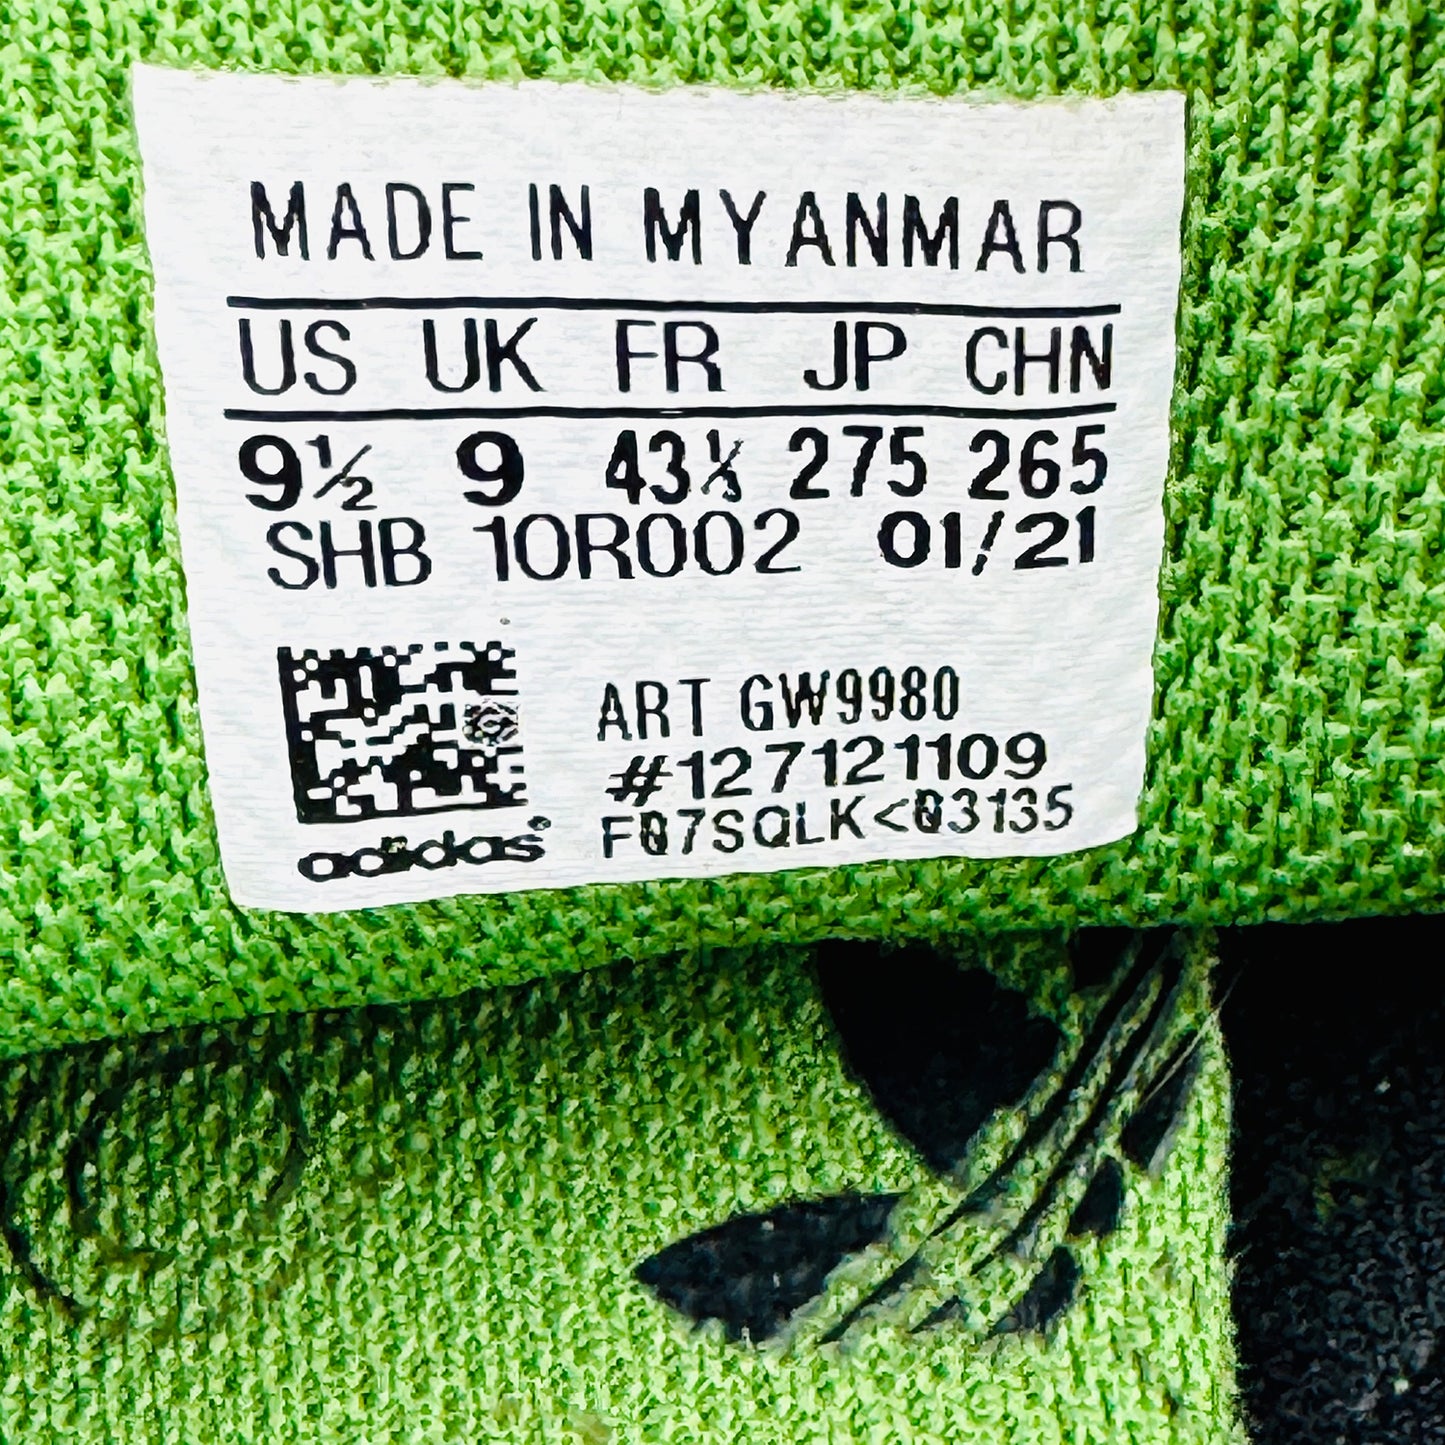 MADE IN MYANMAR
US UK FR JP CHN
9½ 9 43⅓ 275 265
SHB 10R002 01/21
ART GW9980
#127121109
F07SQLK<03135
adidas®